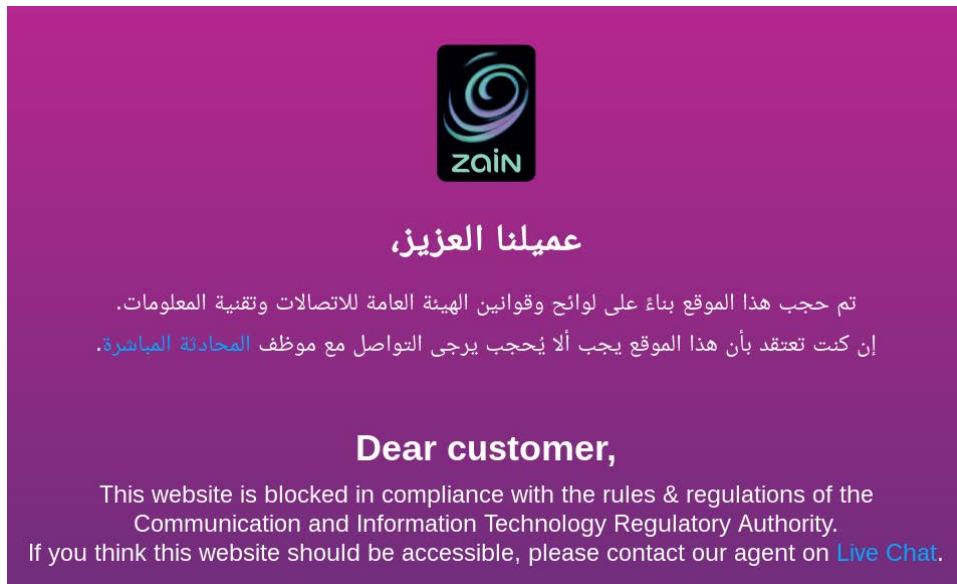 zain
عميلنا العزيز،
تم حجب هذا الموقع بناءً على لوائح وقوانين الهيئة العامة للاتصالات وتقنية المعلومات.
إن كنت تعتقد بأن هذا الموقع يجب ألا يُحجب يرجى التواصل مع موظف المحادثة المباشرة.
Dear customer,
This website is blocked in compliance with the rules & regulations of the
Communication and Information Technology Regulatory Authority.
If you think this website should be accessible, please contact our agent on Live Chat.